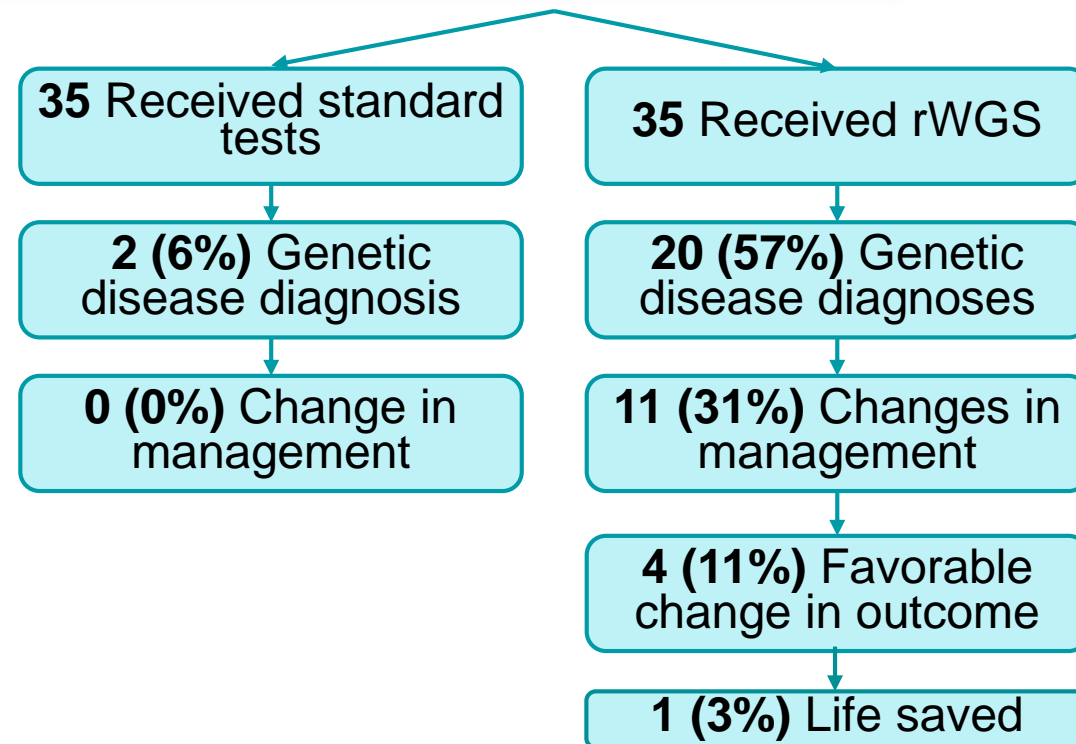 35 Received standard
tests
2 (6%) Genetic
disease diagnosis
0 (0%) Change in
management
35 Received rWGS
20 (57%) Genetic
disease diagnoses
11 (31%) Changes in
management
4 (11%) Favorable
change in outcome
1 (3%) Life saved